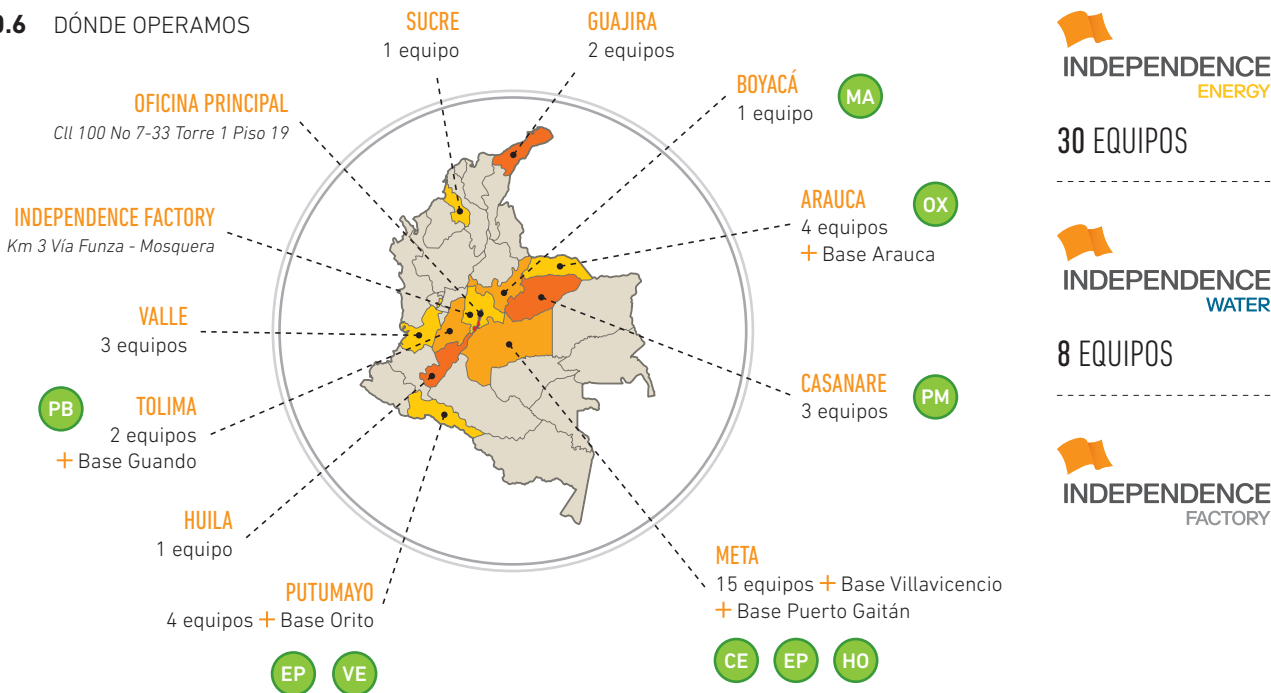 0.6 DÓNDE OPERAMOS
SUCRE
1 equipo
GUAJIRA
2 equipos
BOYACÁ
1 equipo
MA
OFICINA PRINCIPAL
Cll 100 No 7-33 Torre 1 Piso 19
ARAUCA
4 equipos
+ Base Arauca
OX
INDEPENDENCE FACTORY
Km 3 Vía Funza - Mosquera
VALLE
3 equipos
CASANARE
3 equipos
PM
PB
TOLIMA
2 equipos
+ Base Guando
HUILA
1 equipo
PUTUMAYO
4 equipos + Base Orito
EP VE
META
15 equipos + Base Villavicencio
+ Base Puerto Gaitán
CE EP HO
INDEPENDENCE
ENERGY
30 EQUIPOS
INDEPENDENCE
WATER
8 EQUIPOS
INDEPENDENCE
FACTORY